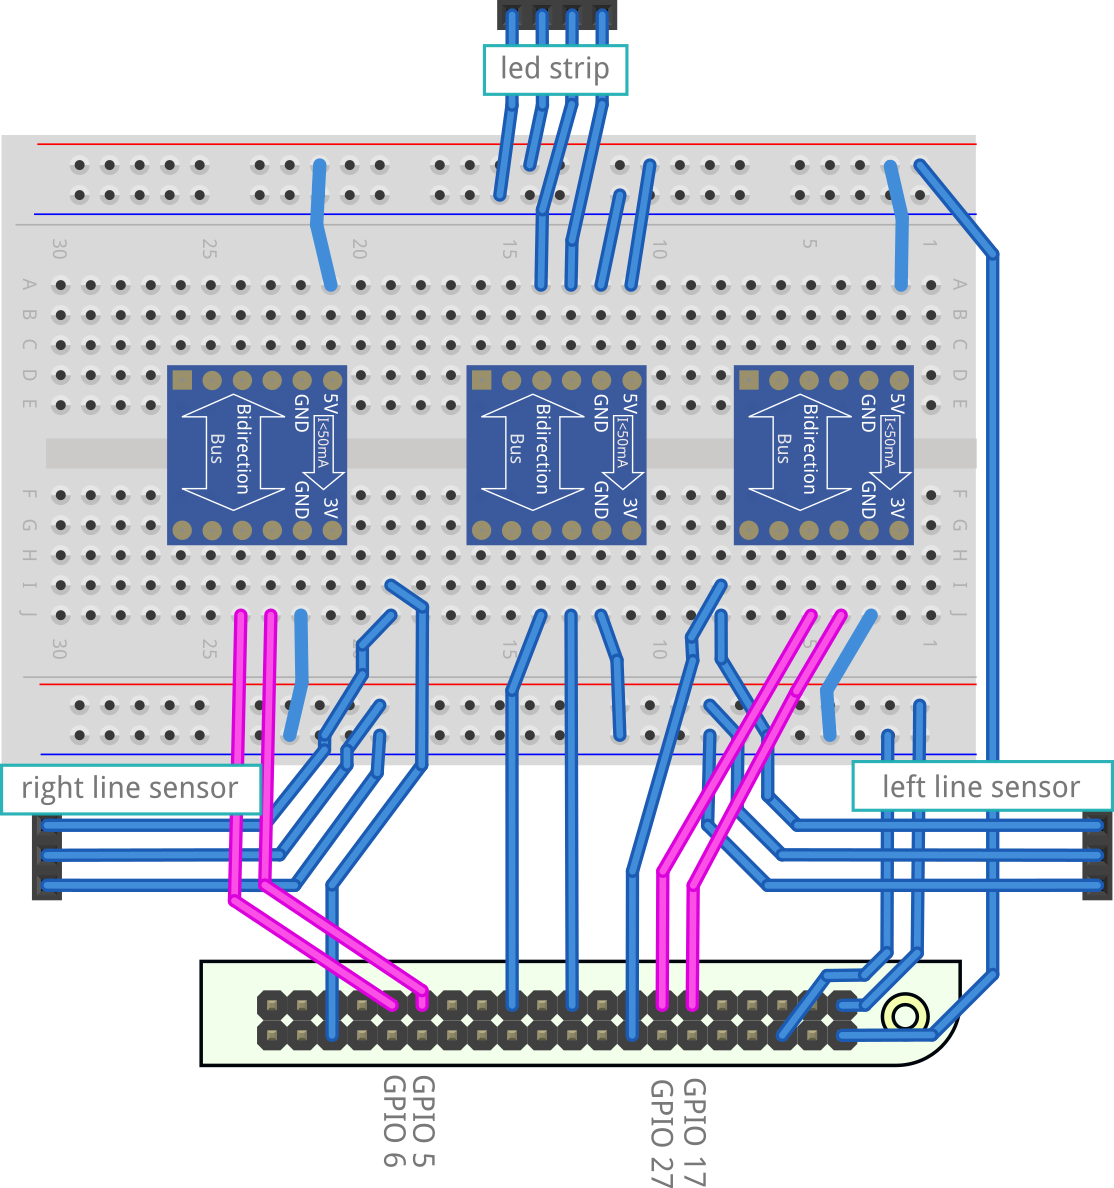 led strip
30
25
20
15
10
5
1
A
A
B
B
C
C
D
D
E
E
5V
GND
I<50mA
Bidirection
Bus
GND
3V
5V
GND
I<50mA
Bidirection
Bus
GND
3V
5V
GND
I<50mA
Bidirection
Bus
GND
3V
F
F
G
G
H
H
I
I
J
J
30
25
20
15
10
5
1
right line sensor
left line sensor
GPIO 6
GPIO 5
GPIO 27
GPIO 17